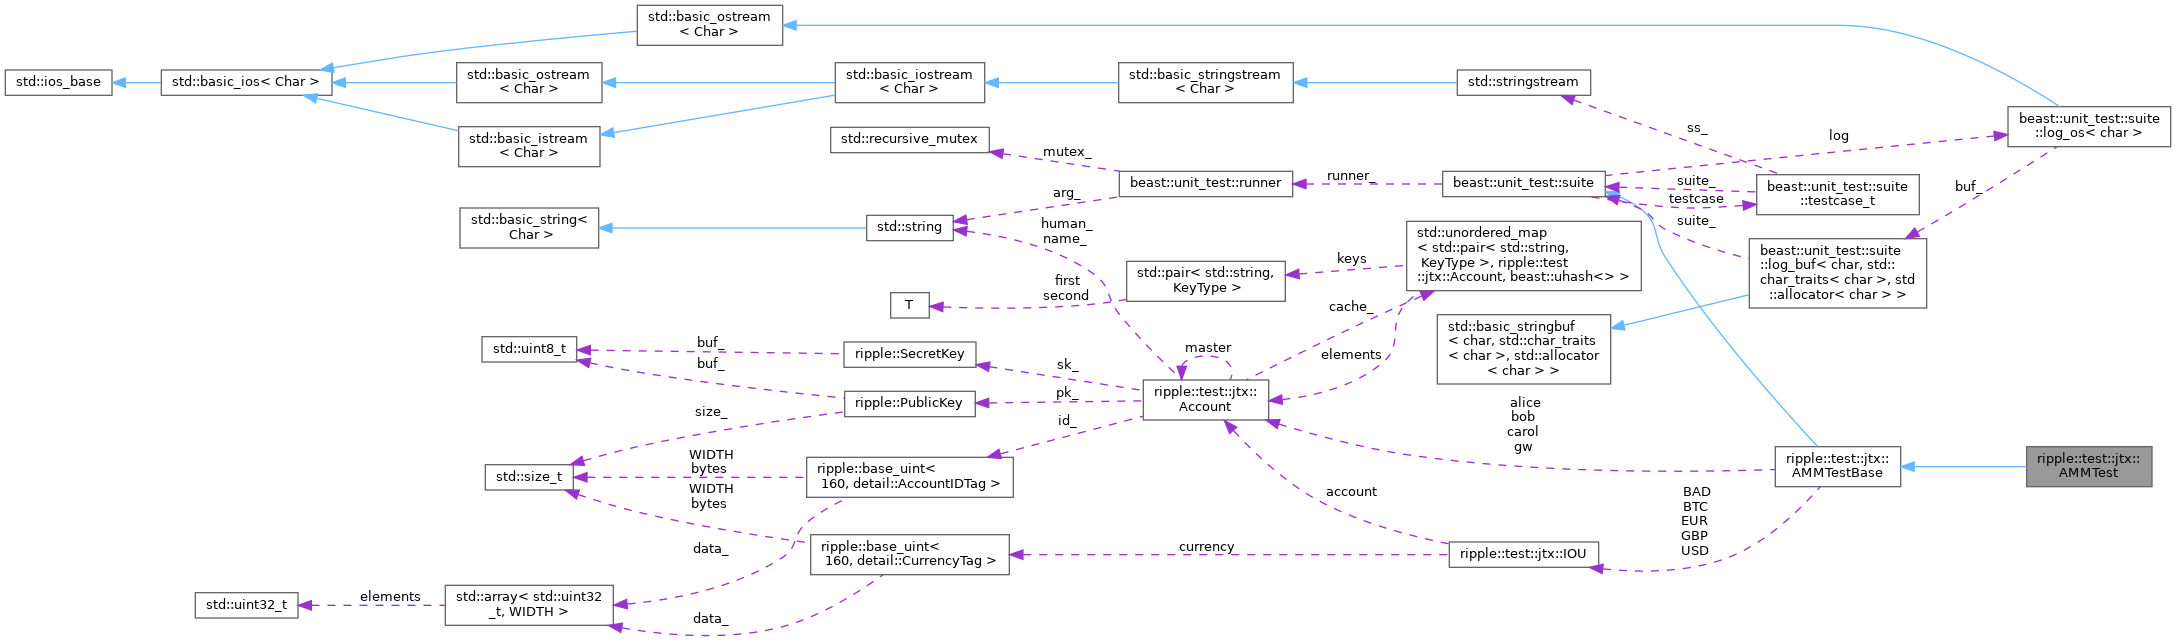 std::basic_ostream
< Char >
std::ios_base
std::basic_ios< Char >
std::basic_ostream
< Char >
std::basic_iostream
< Char >
std::basic_stringstream
< Char >
std::stringstream
beast::unit_test::suite
::log_os< char >
std::basic_istream
< Char >
std::recursive_mutex
ss_
log
mutex_
beast::unit_test::runner
runner_
beast::unit_test::suite
suite_
testcase
beast::unit_test::suite
::testcase_t
buf_
arg_
std::basic_string<
Char >
std::string
human_
name_
suite_
std::unordered_map
< std::pair< std::string,
KeyType >, ripple::test
::jtx::Account, beast::uhash<> >
beast::unit_test::suite
::log_buf< char, std::
char_traits< char >, std
::allocator< char > >
keys
std::pair< std::string,
KeyType >
first
second
T
cache_
elements
std::basic_stringbuf
< char, std::char_traits
< char >, std::allocator
< char > >
std::uint8_t
buf_
buf_
ripple::SecretKey
sk_
master
ripple::PublicKey
pk_
ripple::test::jtx::
Account
size_
id_
alice
bob
carol
gw
std::size_t
WIDTH
bytes
WIDTH
bytes
ripple::base_uint<
160, detail::AccountIDTag >
account
ripple::test::jtx::
AMMTestBase
ripple::test::jtx::
AMMTest
BAD
BTC
EUR
GBP
USD
data_
ripple::base_uint<
160, detail::CurrencyTag >
currency
ripple::test::jtx::IOU
std::uint32_t
elements
std::array< std::uint32
_t, WIDTH >
data_